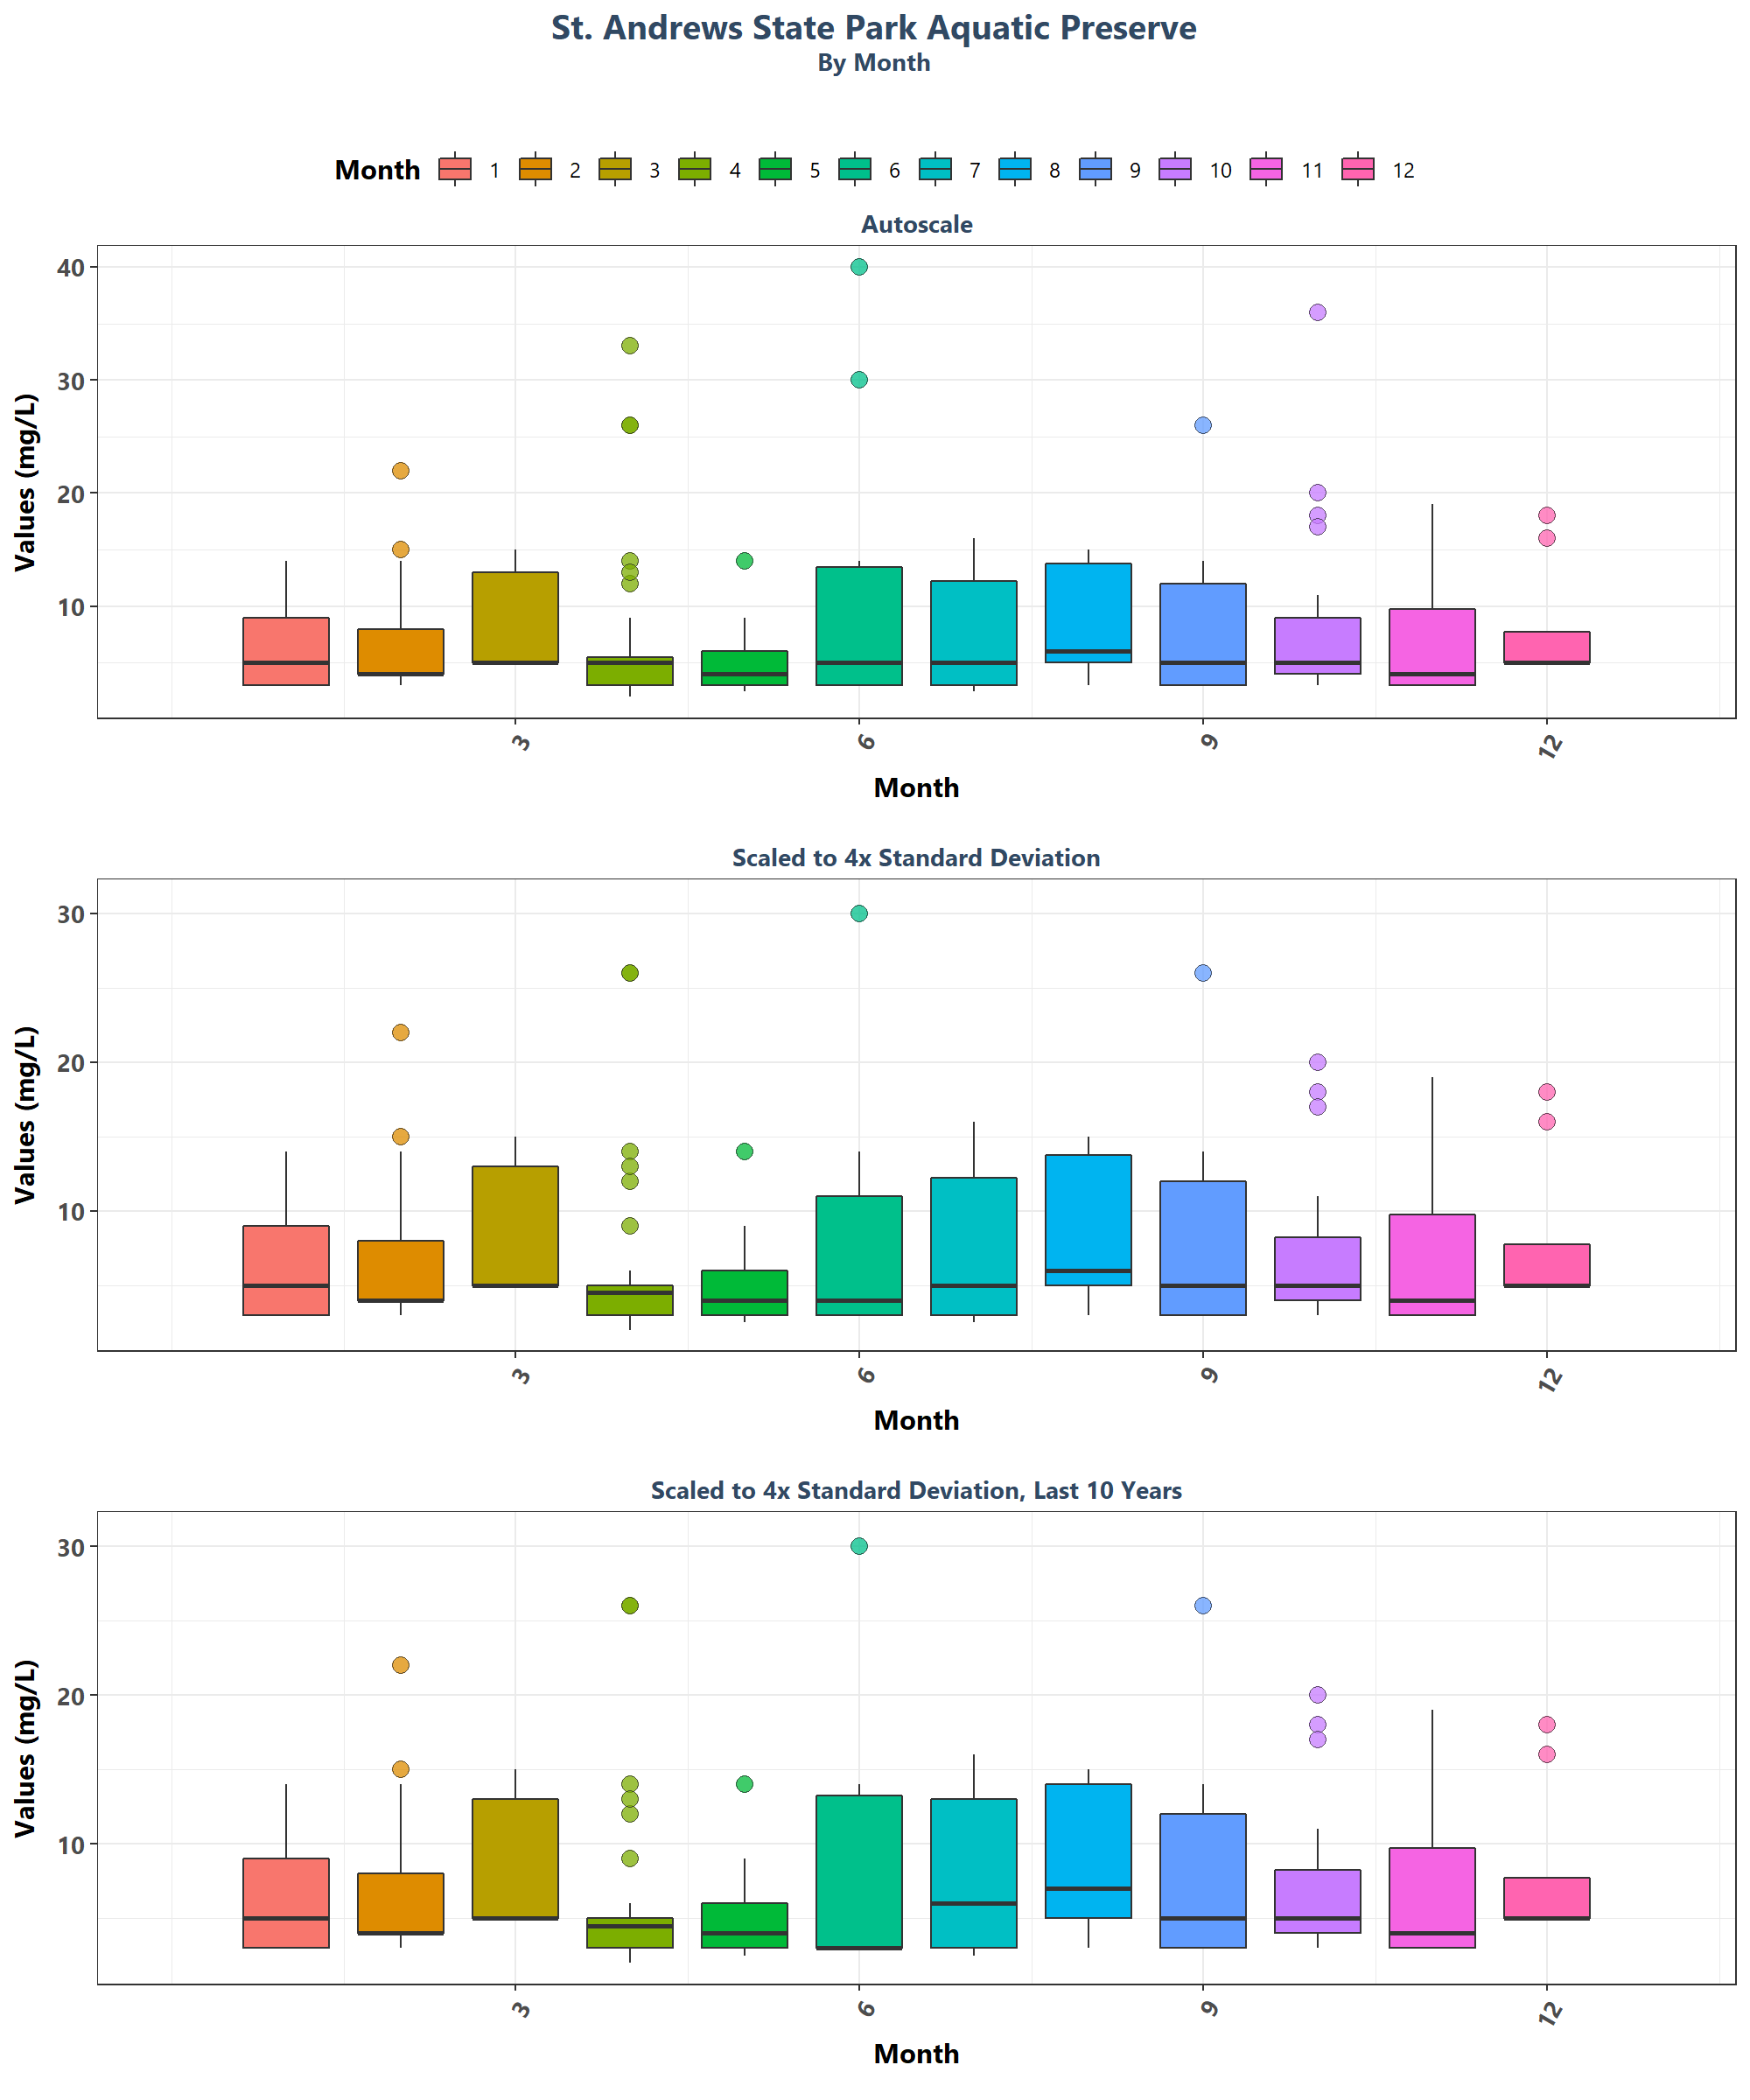 St. Andrews State Park Aquatic Preserve
By Month
Month 1 2 3 4 5 6 7 8 9 10 11 12
Autoscale
Values (mg/L)
40
30
20
10
3 6 9 12
Month
Scaled to 4x Standard Deviation
Values (mg/L)
30
20
10
3 6 9 12
Month
Scaled to 4x Standard Deviation, Last 10 Years
Values (mg/L)
30
20
10
3 6 9 12
Month